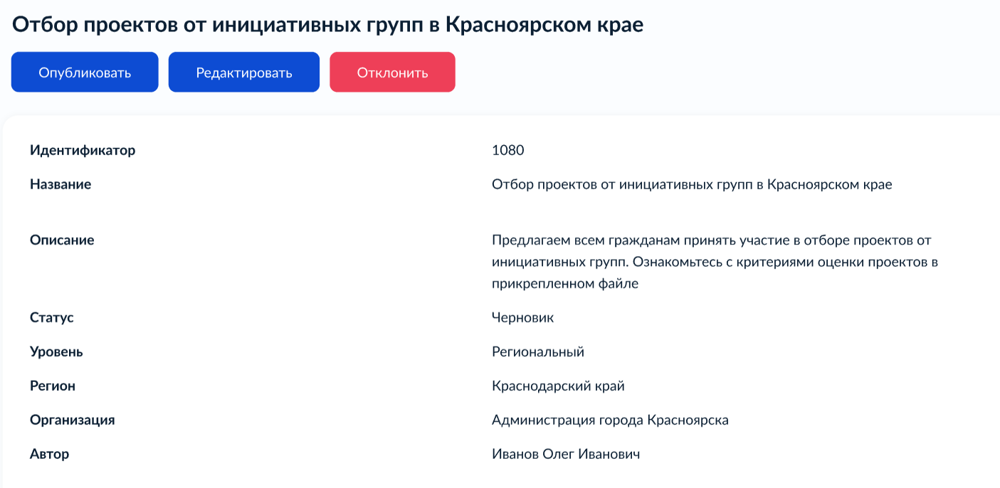 Отбор проектов от инициативных групп в Красноярском крае
Опубликовать Редактировать Отклонить
Идентификатор 1080
Название Отбор проектов от инициативных групп в Красноярском крае
Описание Предлагаем всем гражданам принять участие в отборе проектов от
инициативных групп. Ознакомьтесь с критериями оценки проектов в
прикрепленном файле
Статус Черновик
Уровень Региональный
Регион Краснодарский край
Организация Администрация города Красноярска
Автор Иванов Олег Иванович